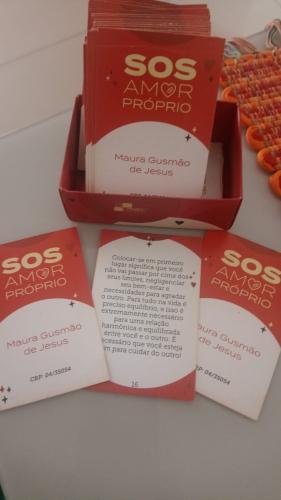 SOS
AMOR
PRÓPRIO
Maura Gusmão
de Jesus
SOS
AMOR
PRÓPRIO
Maura Gusmão
de Jesus
CRP: 04/35054
Colocar-se em primeiro
lugar significa que você
não vai passar por cima dos
seus limites, negligenciar
seu bem-estar e
necessidades para agradar
o outro. Para tudo na vida é
preciso equilíbrio, e isso é
extremamente necessário
para uma relação
harmônica e equilibrada
entre você e o outro. É
ecessário que você esteja
m para cuidar do outro!
16
SOS
AMOR
PRÓPRIO
aura Gusmão
de Jesus
CRP: 04/35054